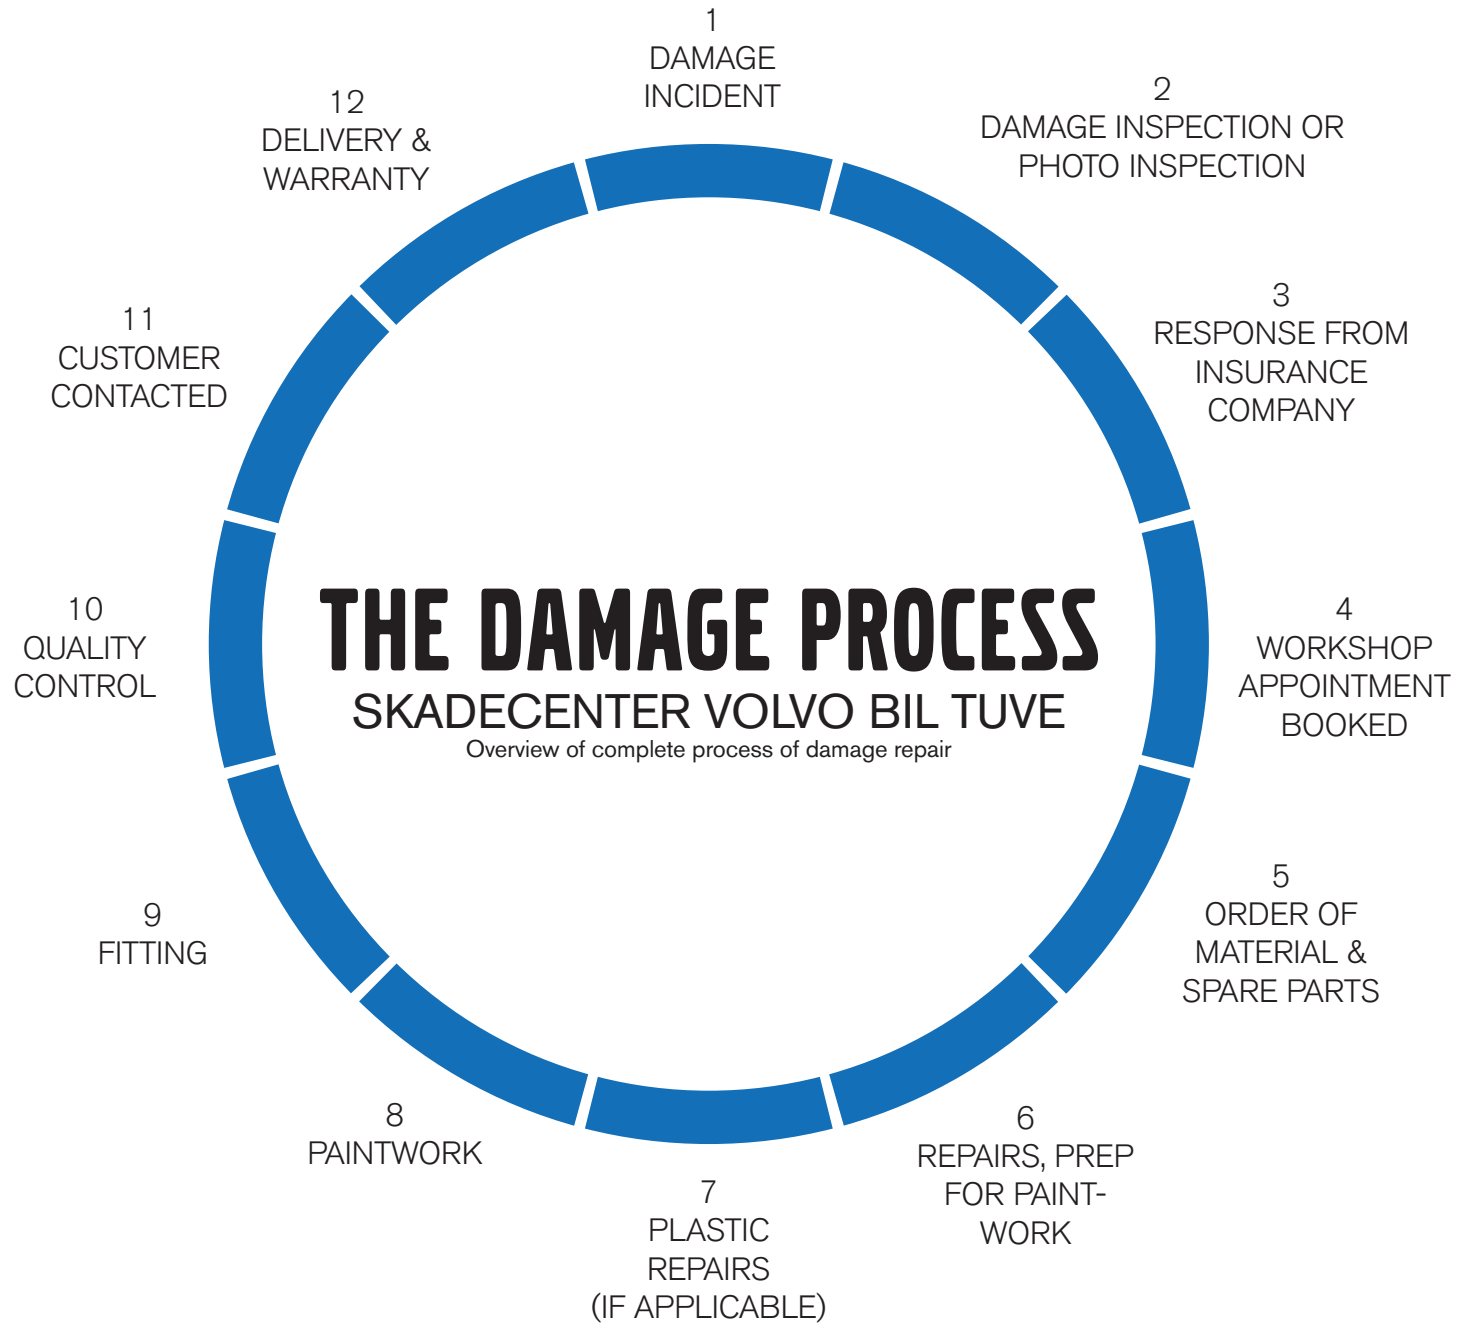 1
DAMAGE
INCIDENT
2
DAMAGE INSPECTION OR
PHOTO INSPECTION
3
RESPONSE FROM
INSURANCE
COMPANY
4
WORKSHOP
APPOINTMENT
BOOKED
5
ORDER OF
MATERIAL &
SPARE PARTS
6
REPAIRS, PREP
FOR PAINT-
WORK
7
PLASTIC
REPAIRS
(IF APPLICABLE)
8
PAINTWORK
9
FITTING
10
QUALITY
CONTROL
11
CUSTOMER
CONTACTED
12
DELIVERY &
WARRANTY
THE DAMAGE PROCESS
SKADECENTER VOLVO BIL TUVE
Overview of complete process of damage repair